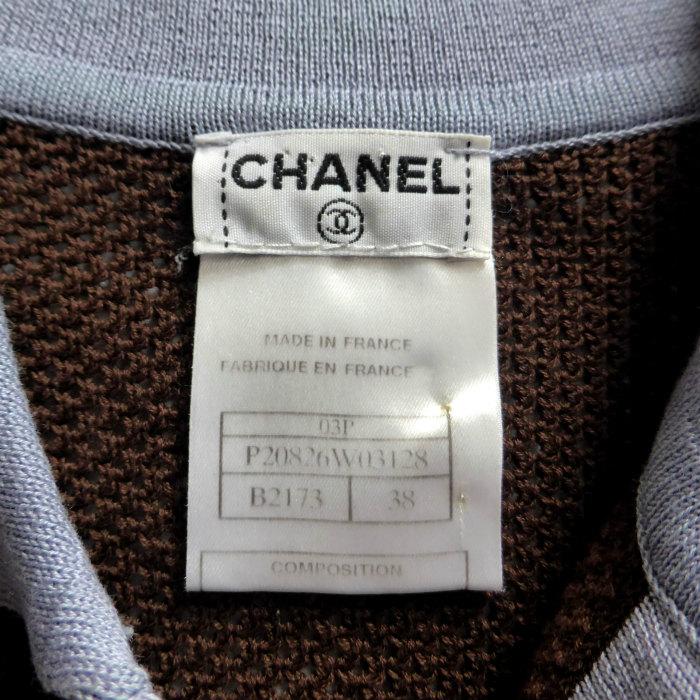 CHANEL
MADE IN FRANCE
FABRIQUE EN FRANCE
03P
P20826W03128
B2173 38
COMPOSITION